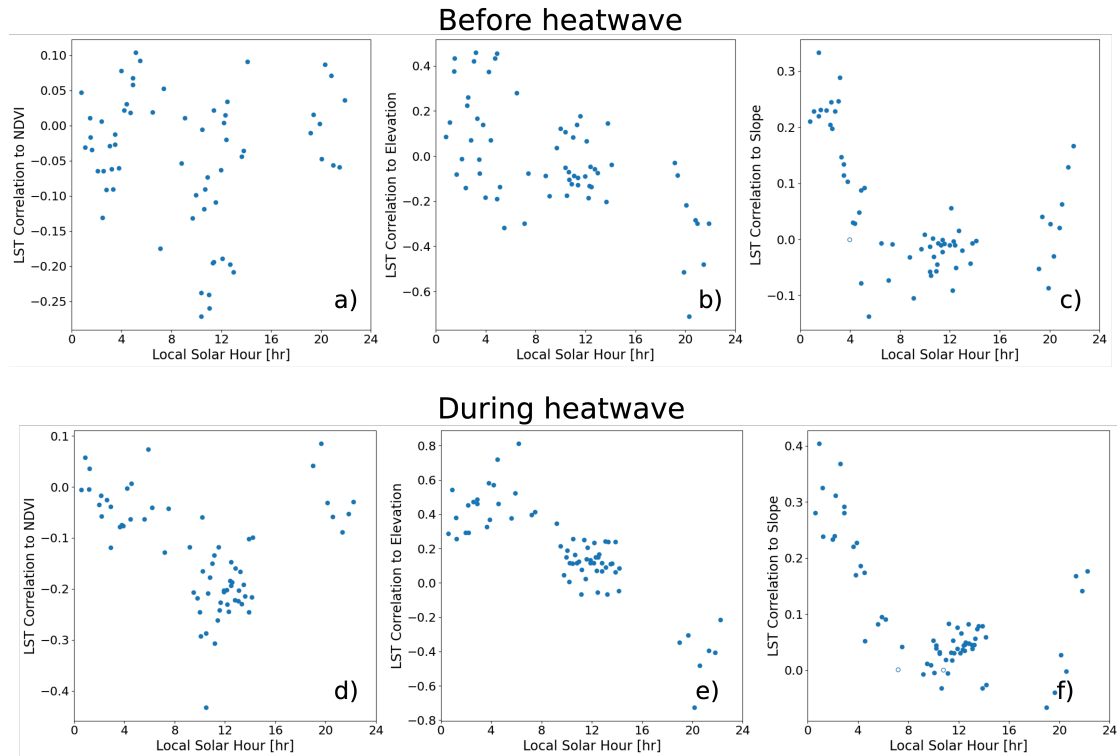 Before heatwave
LST Correlation to NDVI
0.10
0.05
0.00
−0.05
−0.10
−0.15
−0.20
−0.25
0 4 8 12 16 20 24
Local Solar Hour [hr]
a)
LST Correlation to Elevation
0.4
0.2
0.0
−0.2
−0.4
−0.6
0 4 8 12 16 20 24
Local Solar Hour [hr]
b)
LST Correlation to Slope
0.3
0.2
0.1
0.0
−0.1
0 4 8 12 16 20 24
Local Solar Hour [hr]
c)
During heatwave
LST Correlation to NDVI
0.1
0.0
−0.1
−0.2
−0.3
−0.4
0 4 8 12 16 20 24
Local Solar Hour [hr]
d)
LST Correlation to Elevation
0.8
0.6
0.4
0.2
0.0
−0.2
−0.4
−0.6
−0.8
0 4 8 12 16 20 24
Local Solar Hour [hr]
e)
LST Correlation to Slope
0.4
0.3
0.2
0.1
0.0
0 4 8 12 16 20 24
Local Solar Hour [hr]
f)